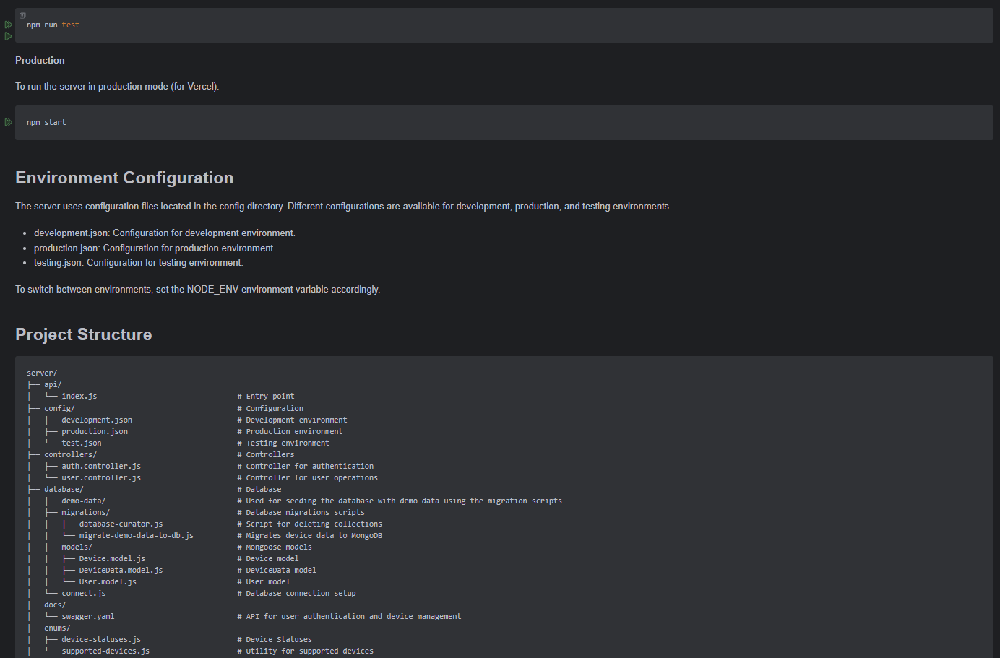 npm run test
Production
To run the server in production mode (for Vercel):
npm start
Environment Configuration
The server uses configuration files located in the config directory. Different configurations are available for development, production, and testing environments.
• development.json: Configuration for development environment.
• production.json: Configuration for production environment.
• testing.json: Configuration for testing environment.
To switch between environments, set the NODE_ENV environment variable accordingly.
Project Structure
server/
├── api/
│   └── index.js                                # Entry point
├── config/                                     # Configuration
│   ├── development.json                        # Development environment
│   ├── production.json                         # Production environment
│   └── test.json                               # Testing environment
├── controllers/                                # Controllers
│   ├── auth.controller.js                      # Controller for authentication
│   └── user.controller.js                      # Controller for user operations
├── database/                                   # Database
│   ├── demo-data/                              # Used for seeding the database with demo data using the migration scripts
│   ├── migrations/                             # Database migrations scripts
│   │   ├── database-curator.js                 # Script for deleting collections
│   │   └── migrate-demo-data-to-db.js          # Migrates device data to MongoDB
│   ├── models/                                 # Mongoose models
│   │   ├── Device.model.js                     # Device model
│   │   ├── DeviceData.model.js                 # DeviceData model
│   │   └── User.model.js                       # User model
│   └── connect.js                              # Database connection setup
├── docs/
│   └── swagger.yaml                            # API for user authentication and device management
├── enums/
│   ├── device-statuses.js                      # Device Statuses
│   └── supported-devices.js                    # Utility for supported devices